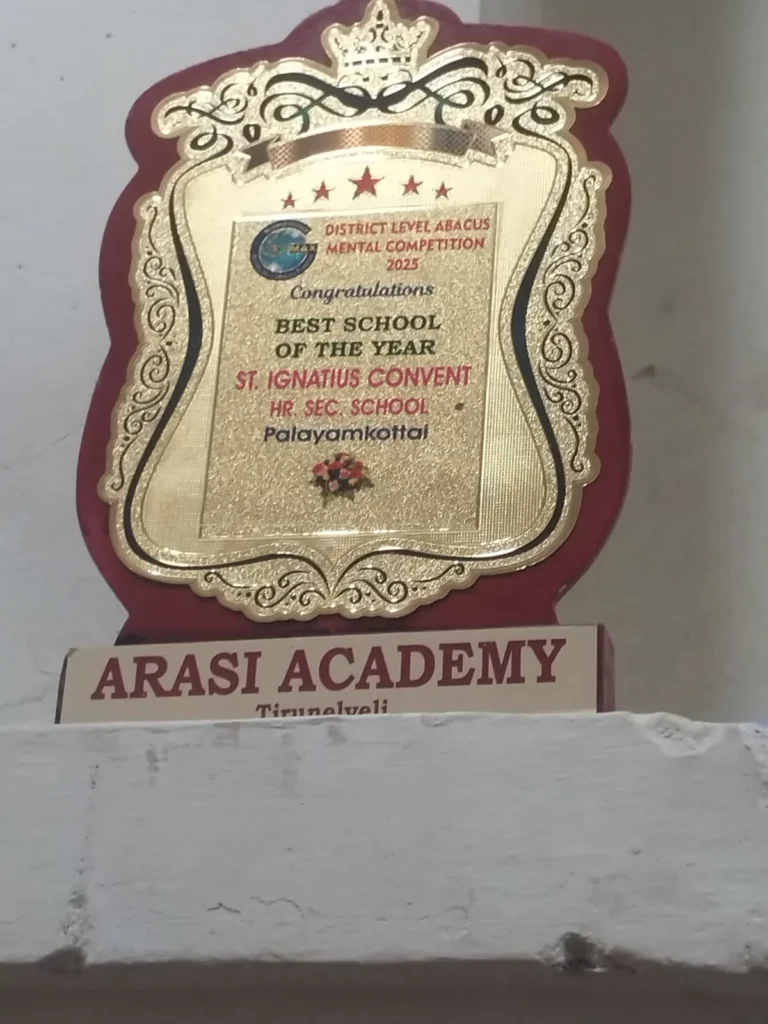 DISTRICT LEVEL ABACUS
MENTAL COMPETITION
2025
Congratulations
BEST SCHOOL
OF THE YEAR
ST. IGNATIUS CONVENT
HR. SEC. SCHOOL
Palayamkottai
ARASI ACADEMY
Tirunelveli